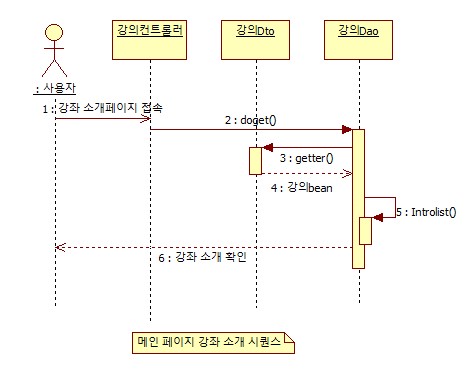 강의컨트롤러
강의Dto
강의Dao
: 사용자
1 : 강좌 소개페이지 접속
2 : doget()
3 : getter()
4 : 강의bean
5 : Introlist()
6 : 강좌 소개 확인
메인 페이지 강좌 소개 시퀀스